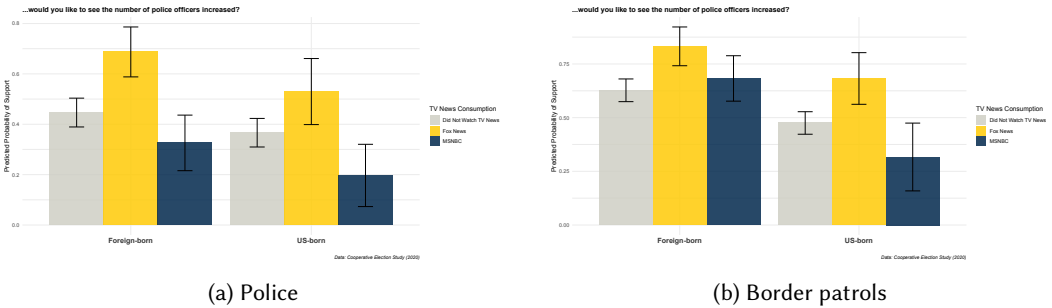 ...would you like to see the number of police officers increased?
0.8
0.6
0.4
0.2
0.0
Predicted Probability of Support
Foreign-born
US-born
TV News Consumption
Did Not Watch TV News
Fox News
MSNBC
Data: Cooperative Election Study (2020)
(a) Police
...would you like to see the number of police officers increased?
0.75
0.50
0.25
0.00
Predicted Probability of Support
Foreign-born
US-born
TV News Consumption
Did Not Watch TV News
Fox News
MSNBC
Data: Cooperative Election Study (2020)
(b) Border patrols